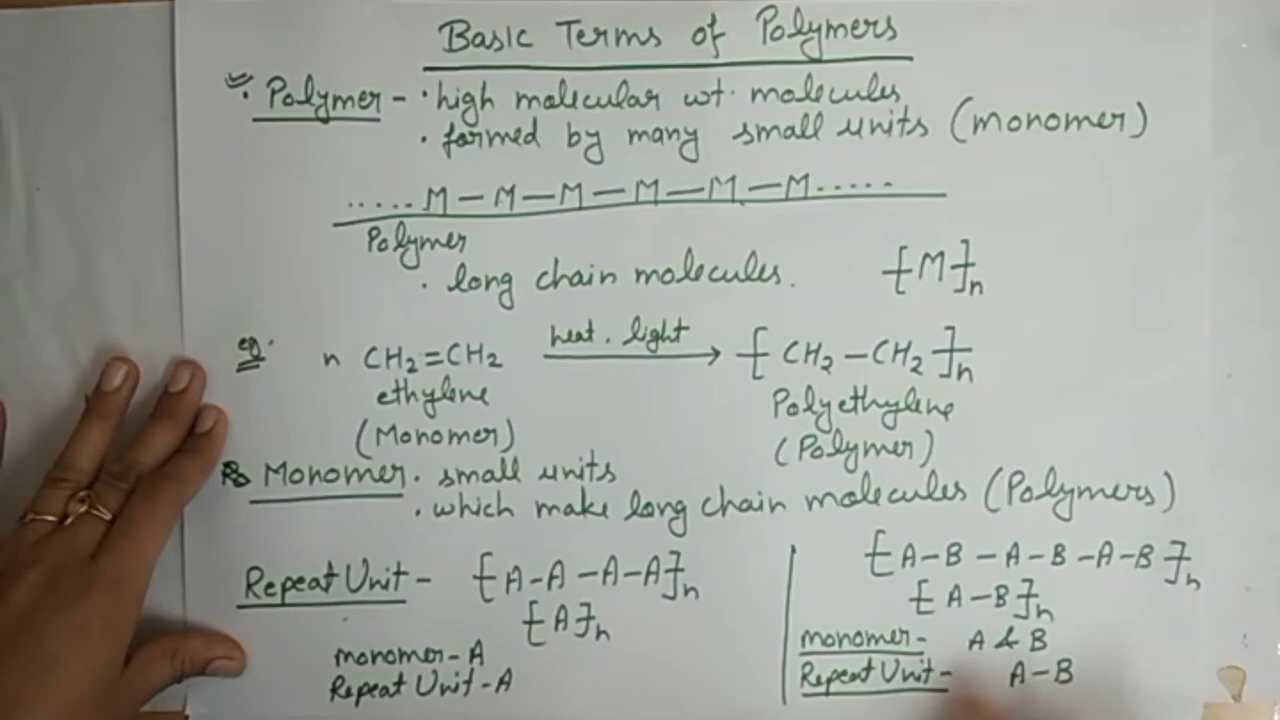 Basic Terms of Polymers
Polymer - · high molecular wt. molecules
· formed by many small units (monomer)
.....M — M — M — M — M — M.....
Polymer
· long chain molecules. [M]n
eg. n CH2=CH2 heat. light → [CH2 – CH2]n
ethylene Polyethylene
(Monomer) (Polymer)
Monomer · small units
· which make long chain molecules (Polymers)
Repeat Unit - [A-A-A-A]n
[A]n
monomer - A
Repeat Unit - A
[A-B-A-B-A-B]n
[A-B]n
monomer - A & B
Repeat Unit - A-B